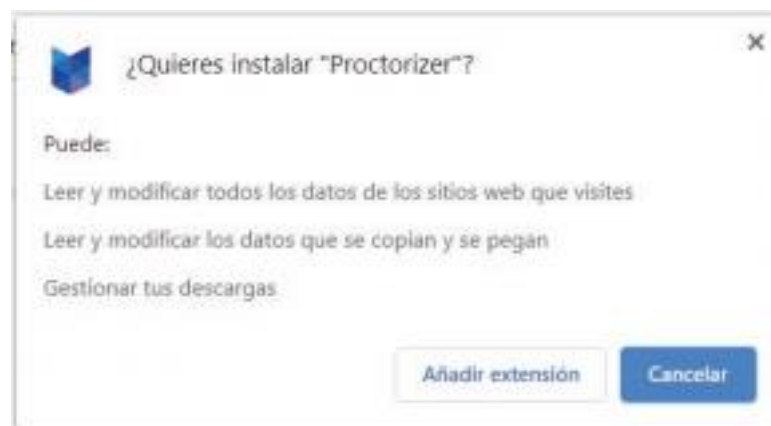 ¿Quieres instalar "Proctorizer"?
Puede:
Leer y modificar todos los datos de los sitios web que visites
Leer y modificar los datos que se copian y se pegan
Gestionar tus descargas
Añadir extensión
Cancelar